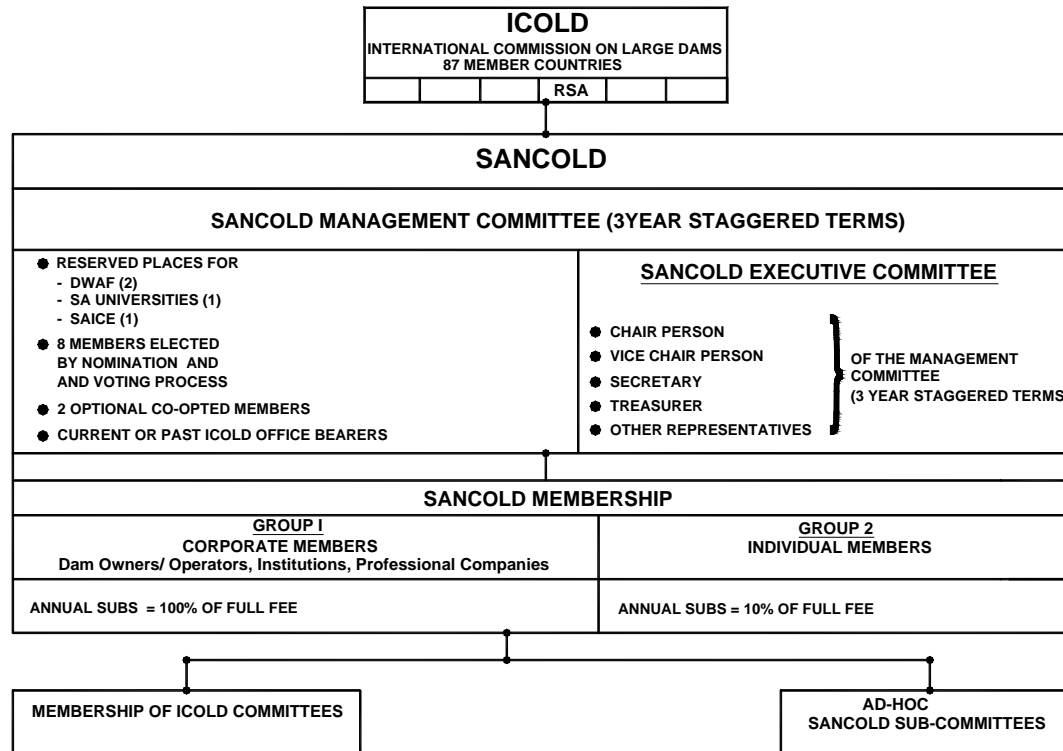 ICOLD
INTERNATIONAL COMMISSION ON LARGE DAMS
87 MEMBER COUNTRIES
RSA
SANCOLD
SANCOLD MANAGEMENT COMMITTEE (3YEAR STAGGERED TERMS)
● RESERVED PLACES FOR
- DWAF (2)
- SA UNIVERSITIES (1)
- SAICE (1)
● 8 MEMBERS ELECTED
BY NOMINATION AND
AND VOTING PROCESS
● 2 OPTIONAL CO-OPTED MEMBERS
● CURRENT OR PAST ICOLD OFFICE BEARERS
SANCOLD EXECUTIVE COMMITTEE
● CHAIR PERSON
● VICE CHAIR PERSON
● SECRETARY
● TREASURER
● OTHER REPRESENTATIVES
OF THE MANAGEMENT
COMMITTEE
(3 YEAR STAGGERED TERMS
SANCOLD MEMBERSHIP
GROUP I
CORPORATE MEMBERS
Dam Owners/ Operators, Institutions, Professional Companies
GROUP 2
INDIVIDUAL MEMBERS
ANNUAL SUBS = 100% OF FULL FEE
ANNUAL SUBS = 10% OF FULL FEE
MEMBERSHIP OF ICOLD COMMITTEES
AD-HOC
SANCOLD SUB-COMMITTEES